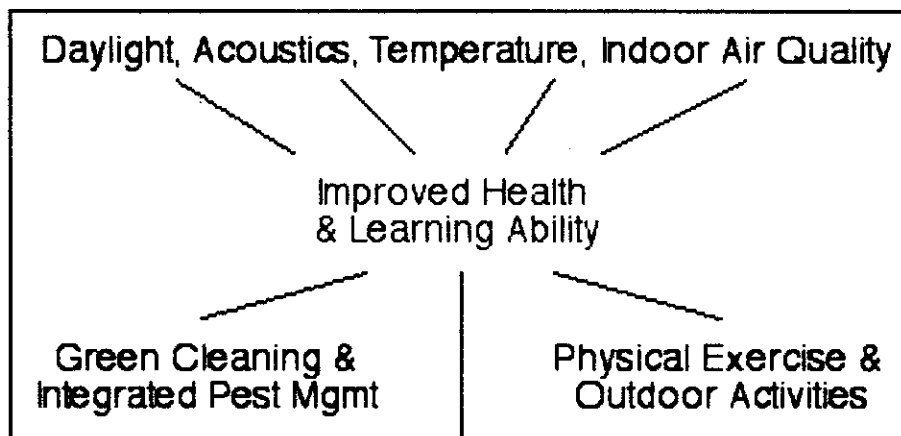 Daylight, Acoustics, Temperature, Indoor Air Quality
Improved Health
& Learning Ability
Green Cleaning &
Integrated Pest Mgmt
Physical Exercise &
Outdoor Activities